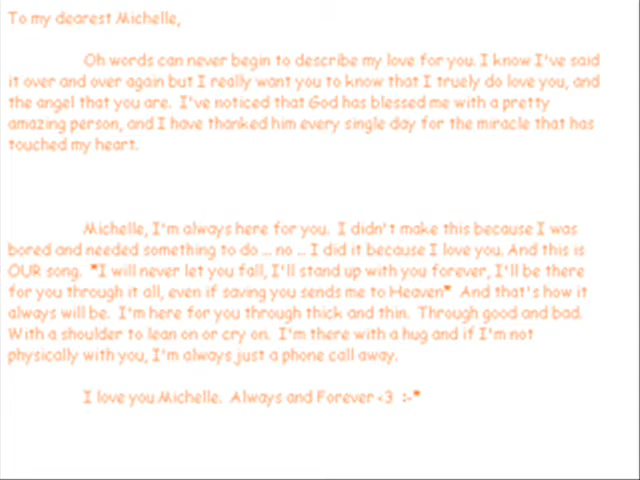 To my dearest Michelle,
Oh words can never begin to describe my love for you. I know I've said
it over and over again but I really want you to know that I truely do love you, and
the angel that you are. I've noticed that God has blessed me with a pretty
amazing person, and I have thanked him every single day for the miracle that has
touched my heart.
Michelle, I'm always here for you. I didn't make this because I was
bored and needed something to do ... no ... I did it because I love you. And this is
OUR song. *I will never let you fall, I'll stand up with you forever, I'll be there
for you through it all, even if saving you sends me to Heaven* And that's how it
always will be. I'm here for you through thick and thin. Through good and bad.
With a shoulder to lean on or cry on. I'm there with a hug and if I'm not
physically with you, I'm always just a phone call away.
I love you Michelle. Always and Forever <3 :-*